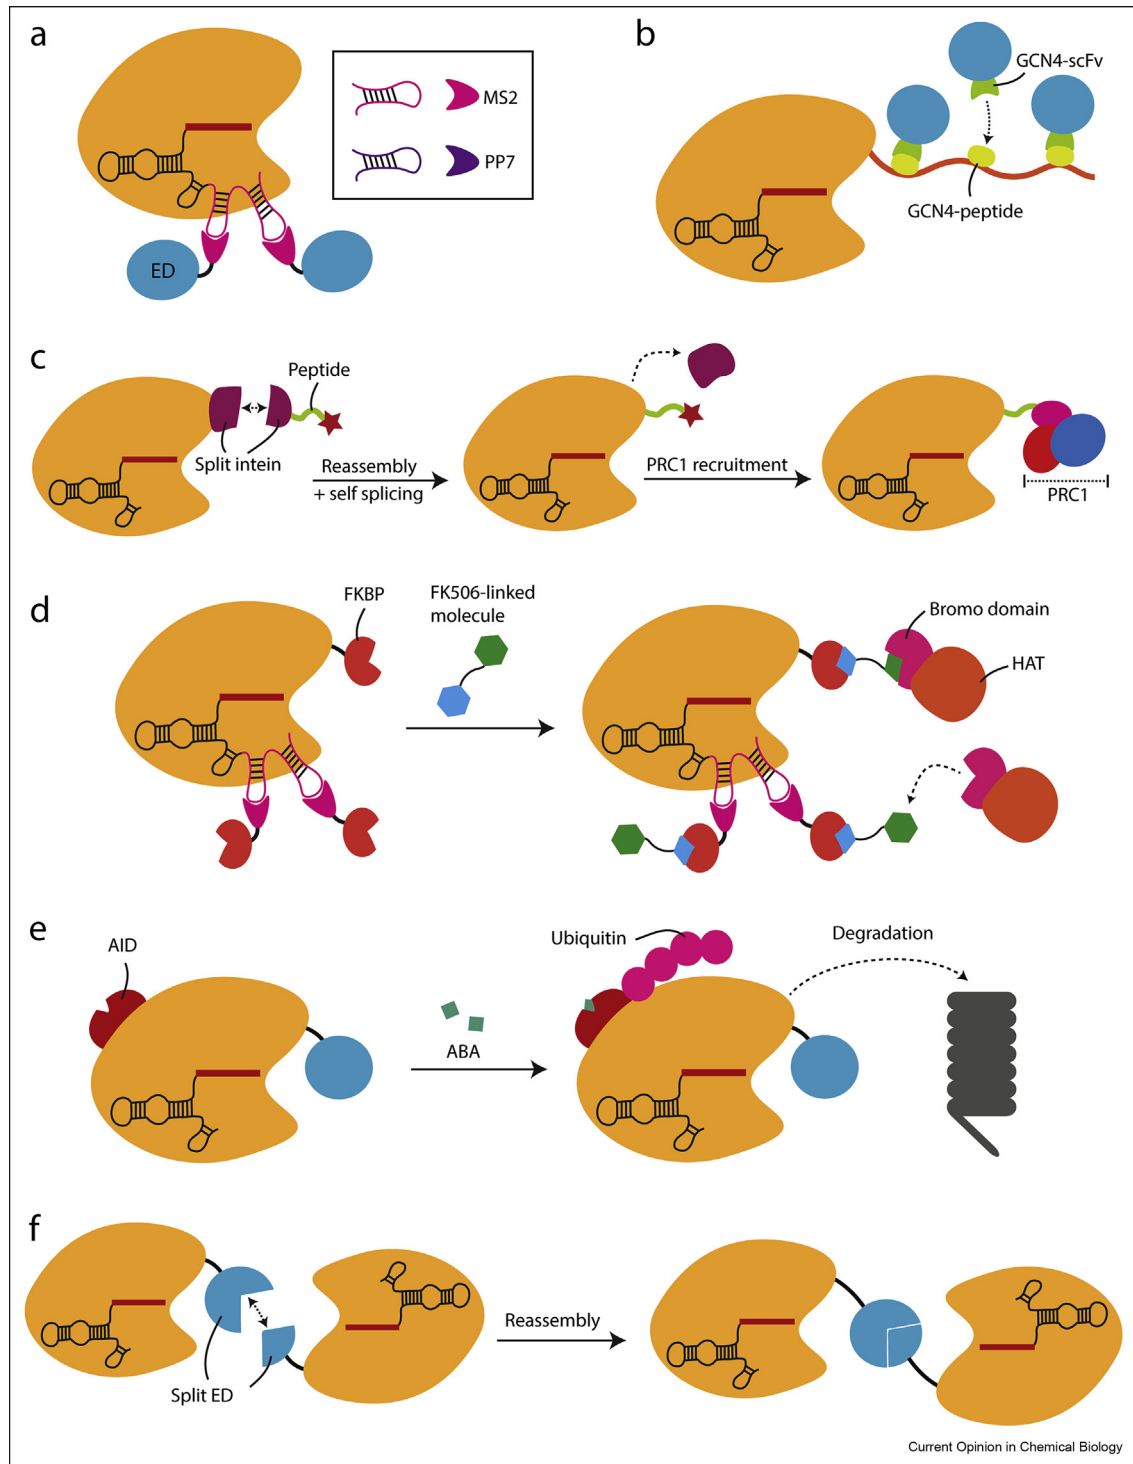 a
MS2
PP7
ED
b
GCN4-scFv
GCN4-peptide
c
Peptide
Split intein
Reassembly
+ self splicing
PRC1 recruitment
PRC1
d
FKBP
FK506-linked
molecule
Bromo domain
HAT
e
AID
ABA
Ubiquitin
Degradation
f
Split ED
Reassembly
Current Opinion in Chemical Biology